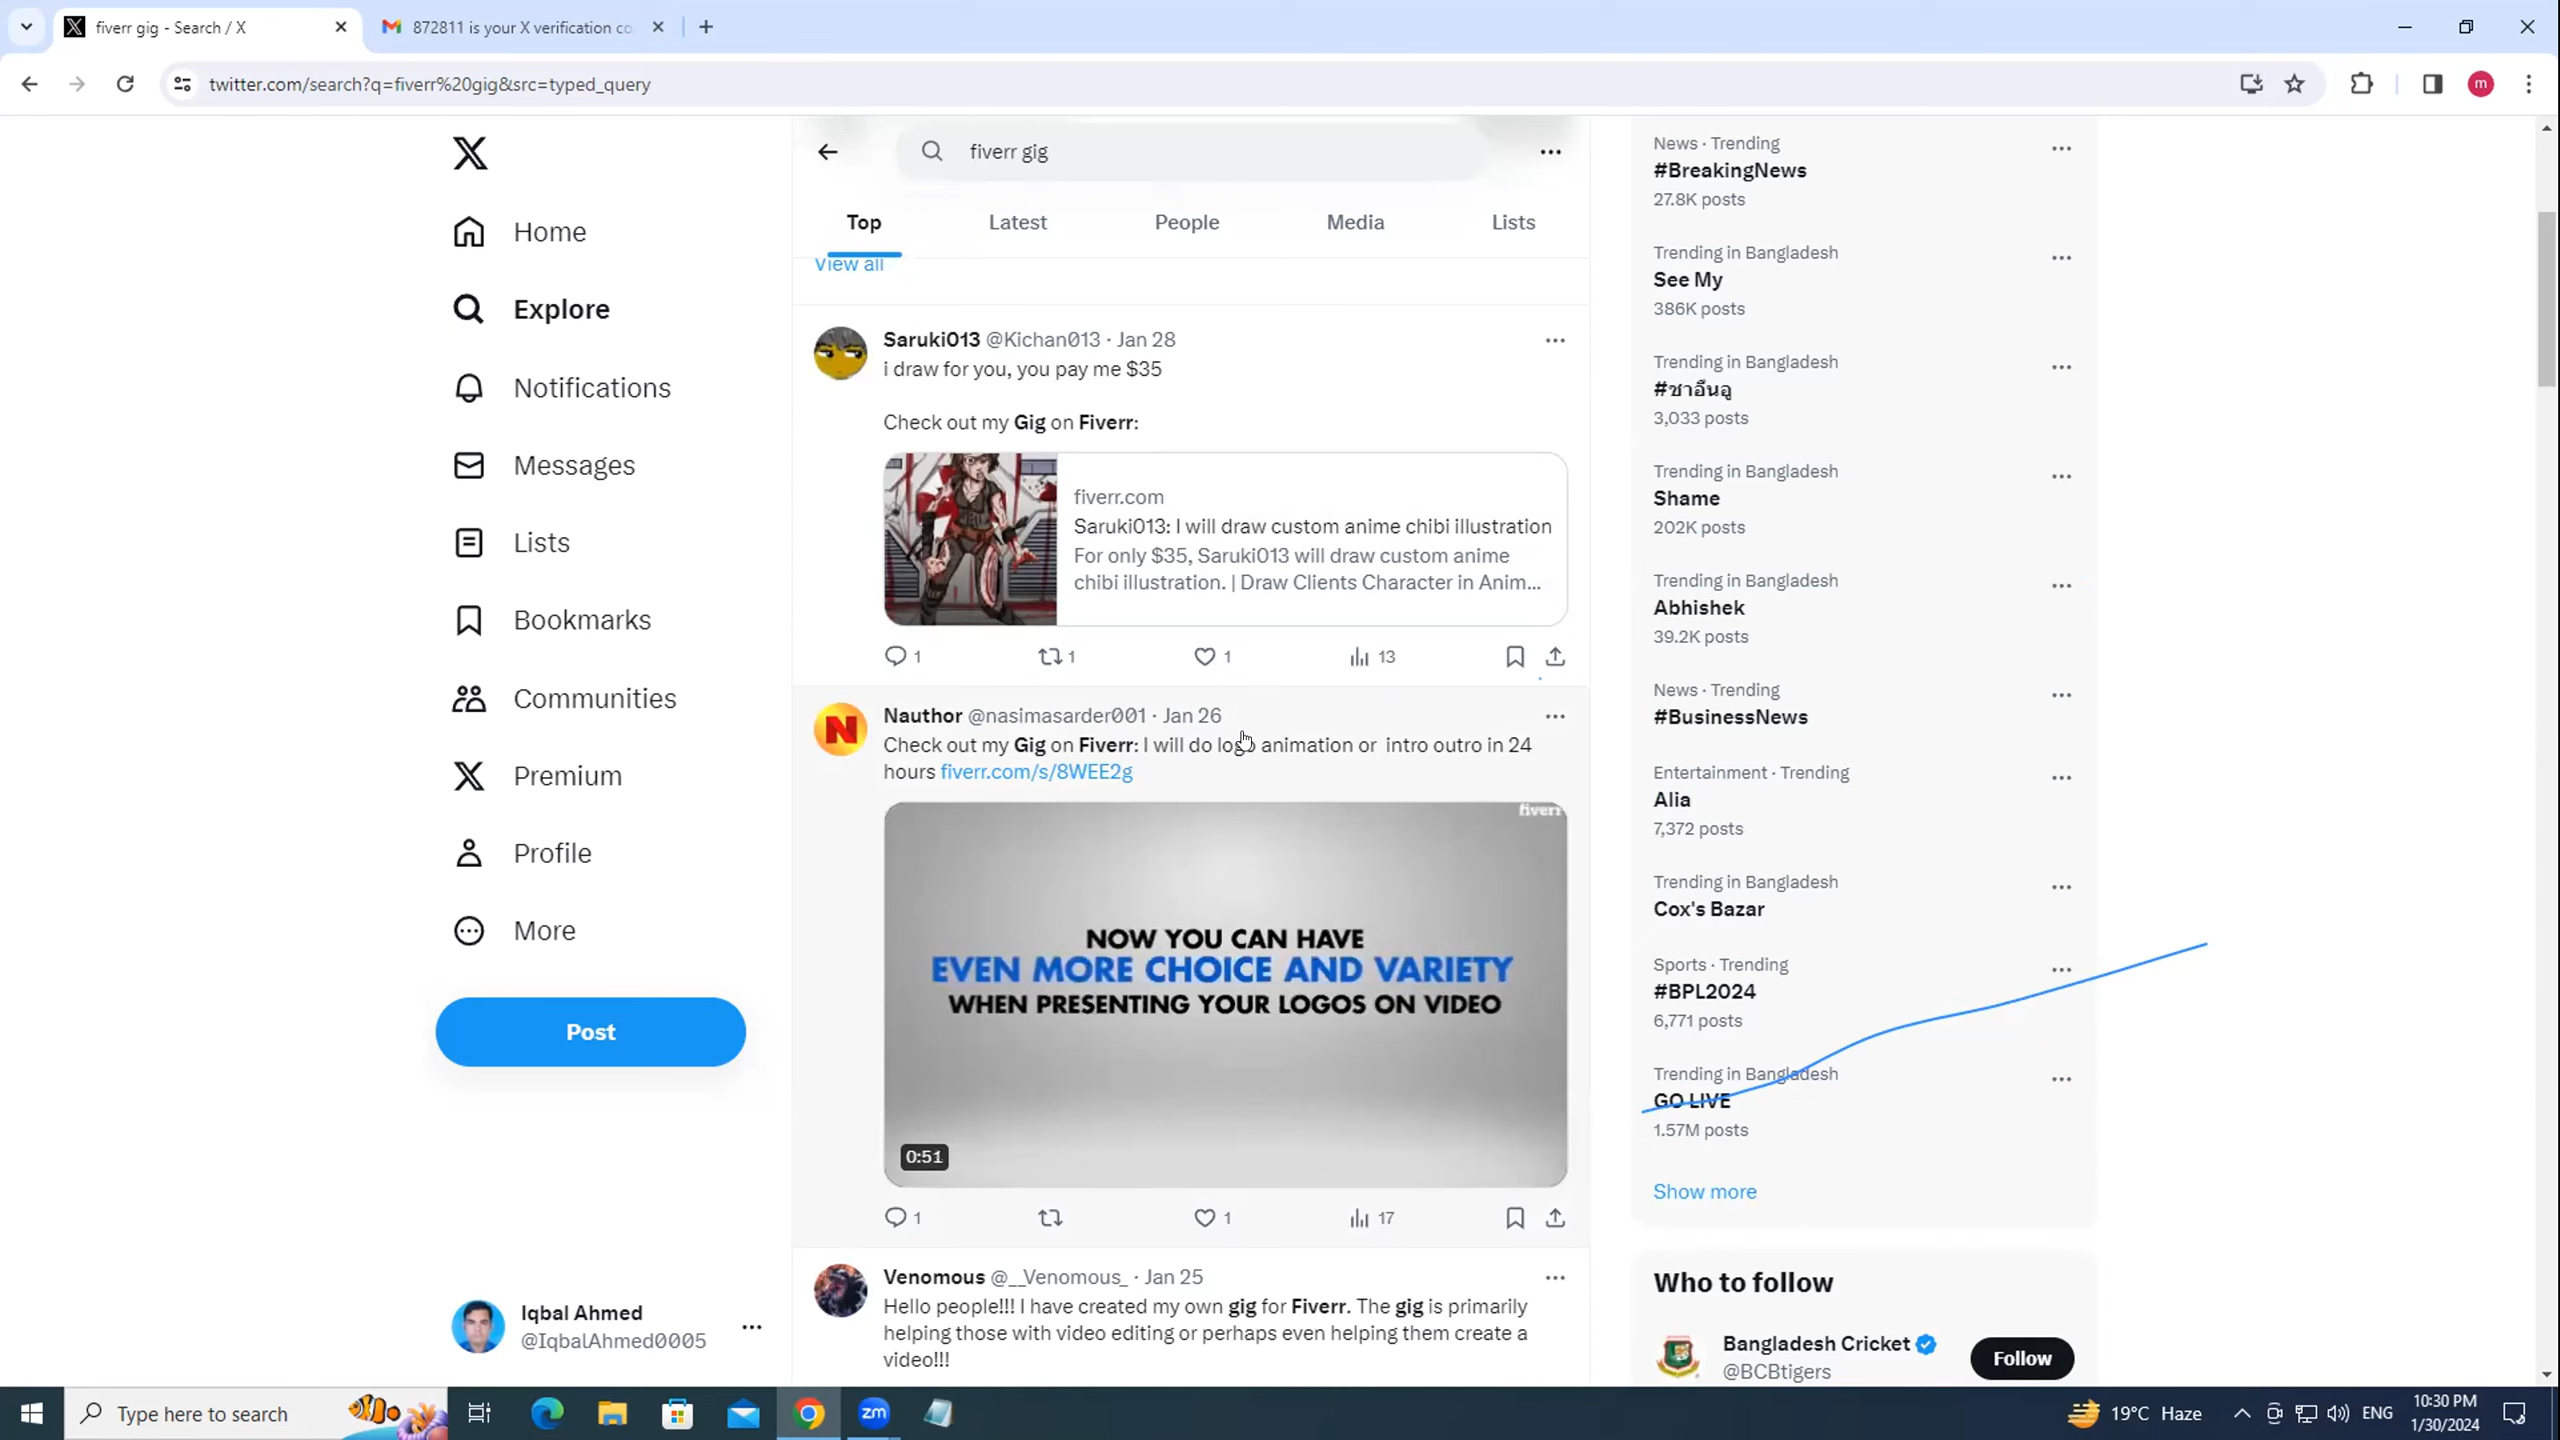 fiverr gig - Search / X
872811 is your X verification co
twitter.com/search?q=fiverr%20gig&src=typed_query
m
Home
Explore
Notifications
Messages
Lists
Bookmarks
Communities
Premium
Profile
More
Post
Iqbal Ahmed
@IqbalAhmed0005
fiverr gig
Top
Latest
People
Media
Lists
View all
Saruki013 @Kichan013 · Jan 28
i draw for you, you pay me $35
Check out my Gig on Fiverr:
fiverr.com
Saruki013: I will draw custom anime chibi illustration
For only $35, Saruki013 will draw custom anime
chibi illustration. | Draw Clients Character in Anim...
1
1
1
13
N
Nauthor @nasimasarder001 · Jan 26
Check out my Gig on Fiverr: I will do logo animation or intro outro in 24
hours fiverr.com/s/8WEE2g
fiverr
NOW YOU CAN HAVE
EVEN MORE CHOICE AND VARIETY
WHEN PRESENTING YOUR LOGOS ON VIDEO
0:51
1
1
17
Venomous @__Venomous_ · Jan 25
Hello people!!! I have created my own gig for Fiverr. The gig is primarily
helping those with video editing or perhaps even helping them create a
video!!!
News · Trending
#BreakingNews
27.8K posts
Trending in Bangladesh
See My
386K posts
Trending in Bangladesh
#ชาอึนอู
3,033 posts
Trending in Bangladesh
Shame
202K posts
Trending in Bangladesh
Abhishek
39.2K posts
News · Trending
#BusinessNews
Entertainment · Trending
Alia
7,372 posts
Trending in Bangladesh
Cox's Bazar
Sports · Trending
#BPL2024
6,771 posts
Trending in Bangladesh
GO LIVE
1.57M posts
Show more
Who to follow
Bangladesh Cricket
@BCBtigers
Follow
Type here to search
zm
19°C Haze
ENG
10:30 PM
1/30/2024